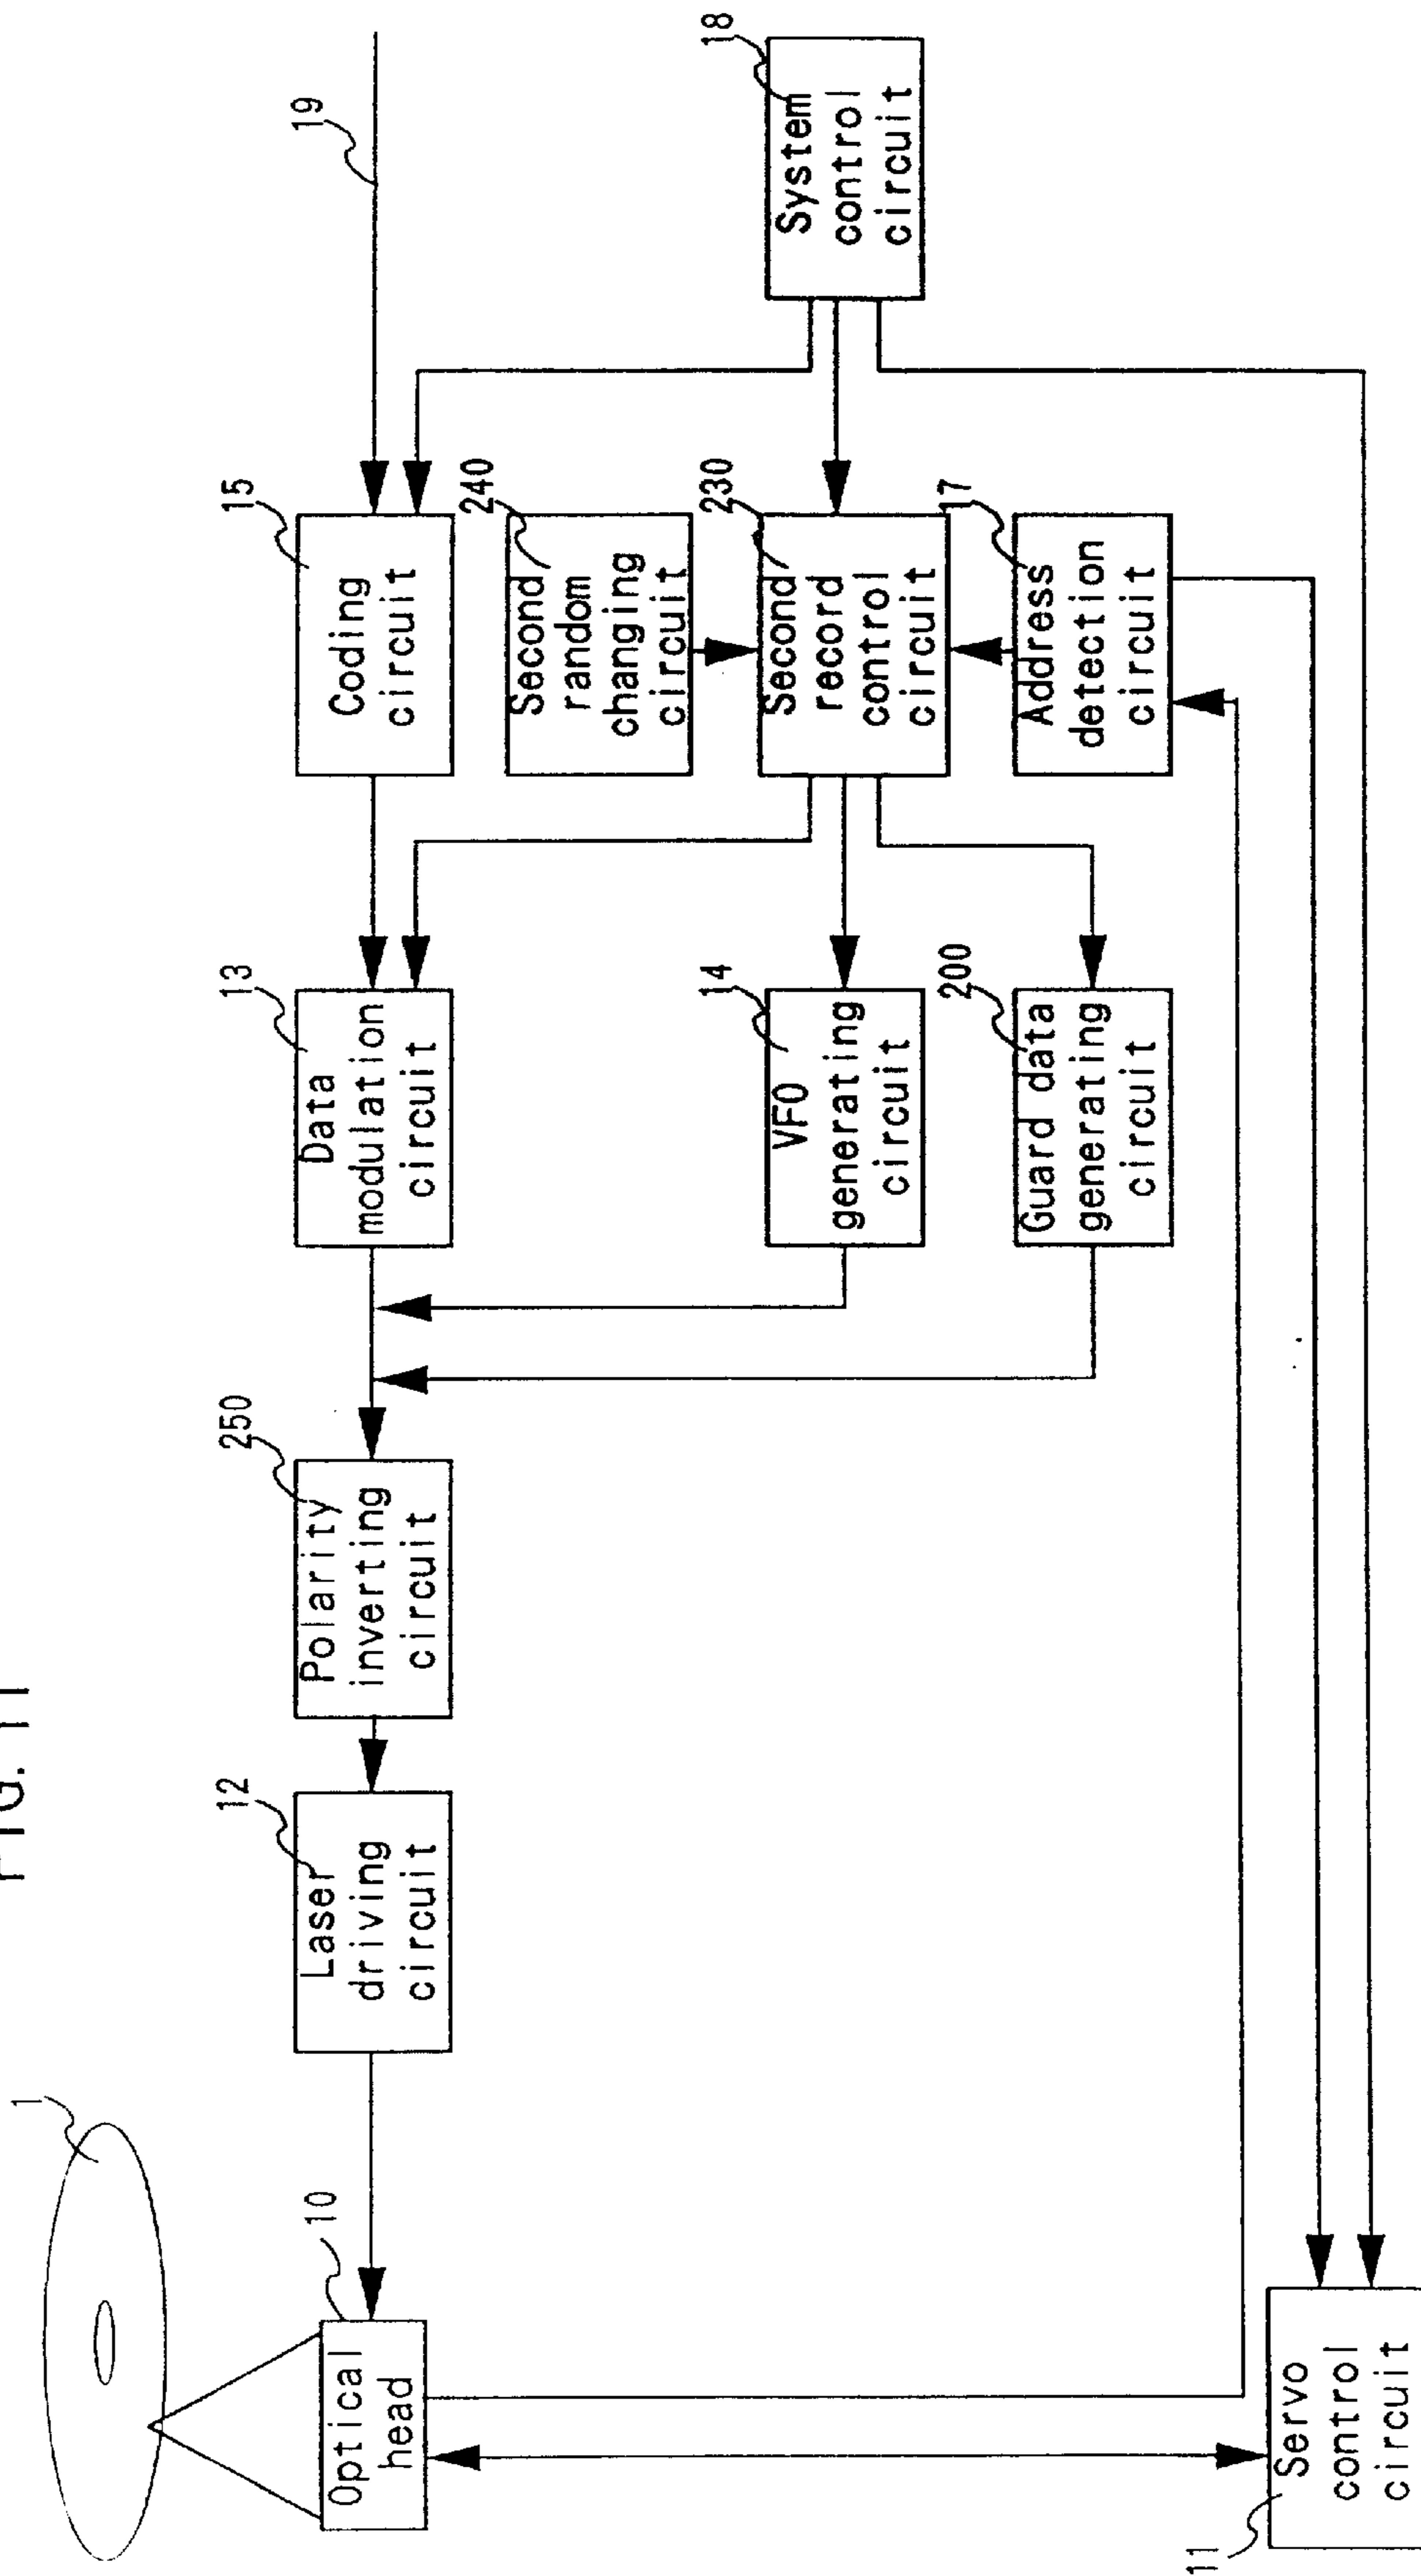 FIG. 11
1
10
Optical
head
12
Laser
driving
circuit
250
Polarity
inverting
circuit
13
Data
modulation
circuit
15
Coding
circuit
19
240
Second
random
changing
circuit
14
VFO
generating
circuit
230
Second
record
control
circuit
18
System
control
circuit
200
Guard data
generating
circuit
17
Address
detection
circuit
11
Servo
control
circuit